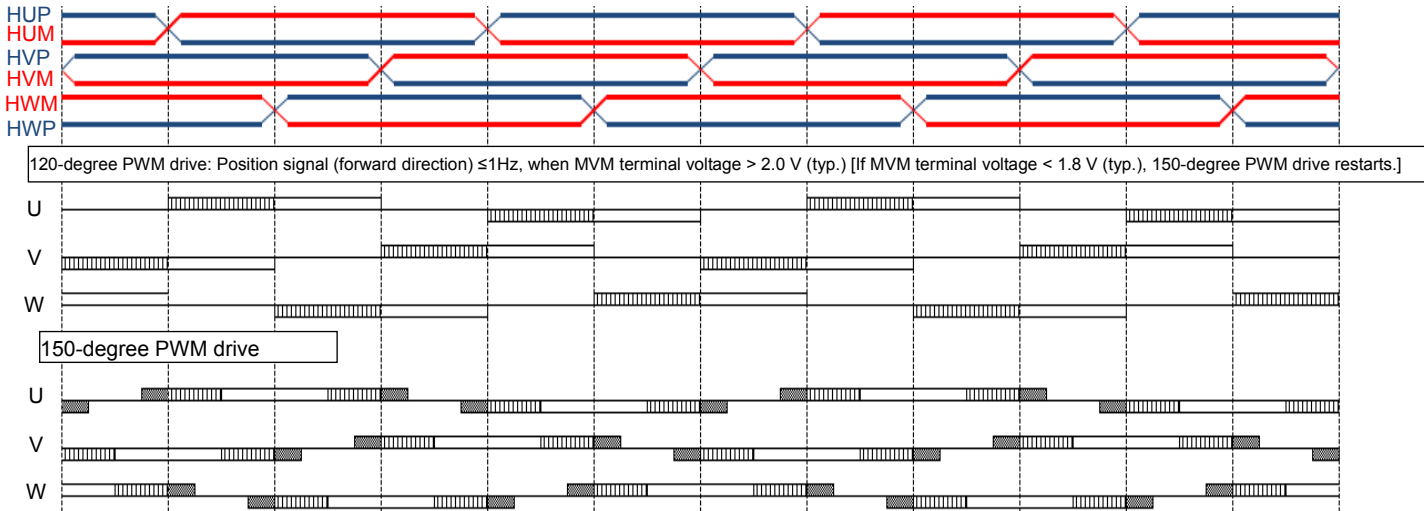 HUP
HUM
HVP
HVM
HWM
HWP
120-degree PWM drive: Position signal (forward direction) ≤1Hz, when MVM terminal voltage > 2.0 V (typ.) [If MVM terminal voltage < 1.8 V (typ.), 150-degree PWM drive restarts.]
U
V
W
150-degree PWM drive
U
V
W